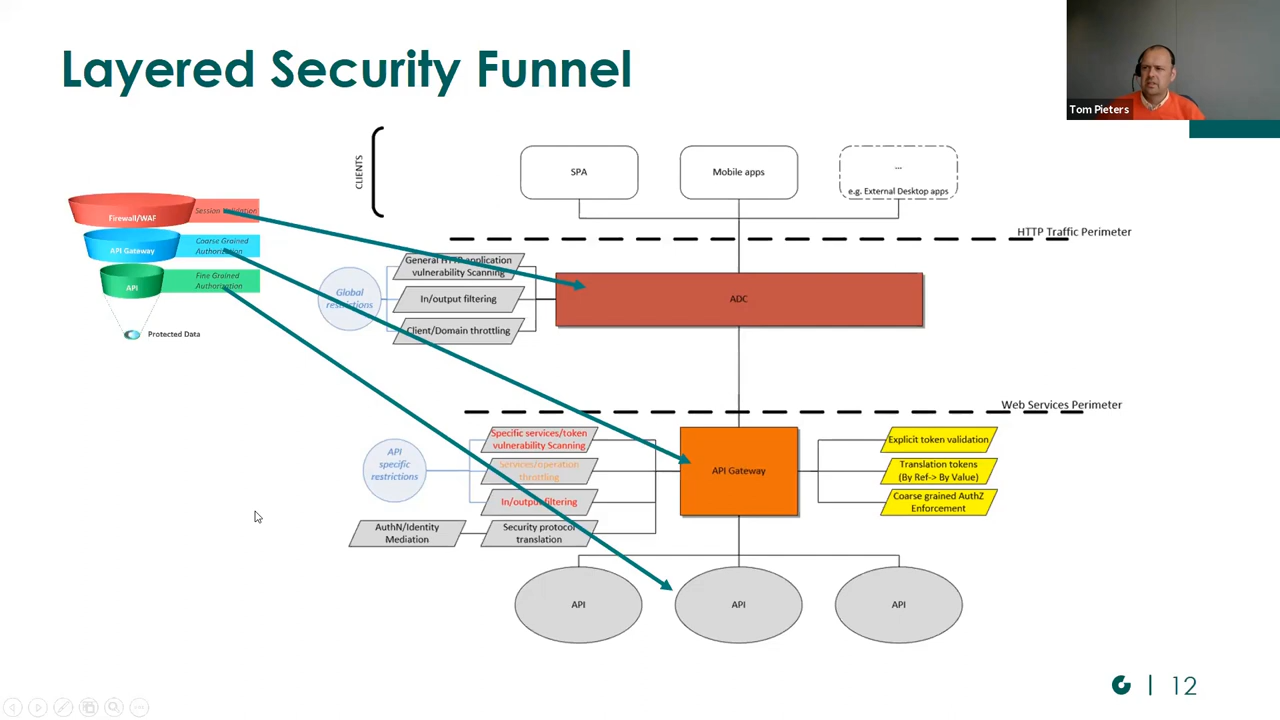 Layered Security Funnel
Tom Pieters
CLIENTS
SPA
Mobile apps
...
e.g. External Desktop apps
HTTP Traffic Perimeter
Firewall/WAF
Session Validation
API Gateway
Coarse Grained
Authorization
API
Fine Grained
Authorization
Protected Data
Global
restrictions
General HTTP application
vulnerability Scanning
In/output filtering
Client/Domain throttling
ADC
Web Services Perimeter
API
specific
restrictions
Specific services/token
vulnerability Scanning
Services/operation
throttling
In/output filtering
AuthN/Identity
Mediation
Security protocol
translation
API Gateway
Explicit token validation
Translation tokens
(By Ref-> By Value)
Coarse grained AuthZ
Enforcement
API
API
API
12